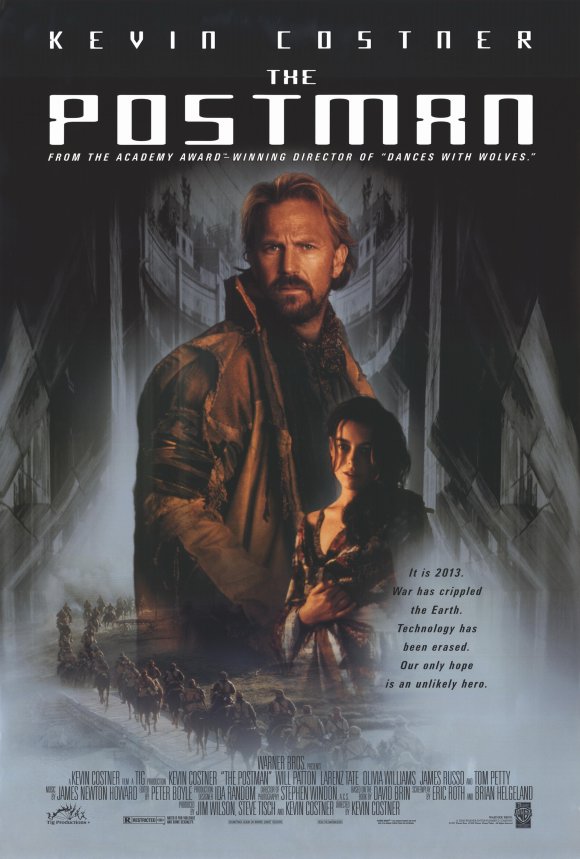 KEVIN COSTNER
THE
POSTMAN
FROM THE ACADEMY AWARD™-WINNING DIRECTOR OF "DANCES WITH WOLVES."
It is 2013.
War has crippled
the Earth.
Technology has
been erased.
Our only hope
is an unlikely hero.
WARNER BROS. PRESENTS
A KEVIN COSTNER FILM A TIG PRODUCTION KEVIN COSTNER "THE POSTMAN" WILL PATTON LARENZ TATE OLIVIA WILLIAMS JAMES RUSSO AND TOM PETTY
MUSIC BY JAMES NEWTON HOWARD EDITED BY PETER BOYLE PRODUCTION DESIGNER IDA RANDOM DIRECTOR OF PHOTOGRAPHY STEPHEN WINDON, A.C.S. BASED ON THE BOOK BY DAVID BRIN SCREENPLAY BY ERIC ROTH AND BRIAN HELGELAND
PRODUCED BY JIM WILSON, STEVE TISCH AND KEVIN COSTNER DIRECTED BY KEVIN COSTNER
Tig Productions
R RESTRICTED